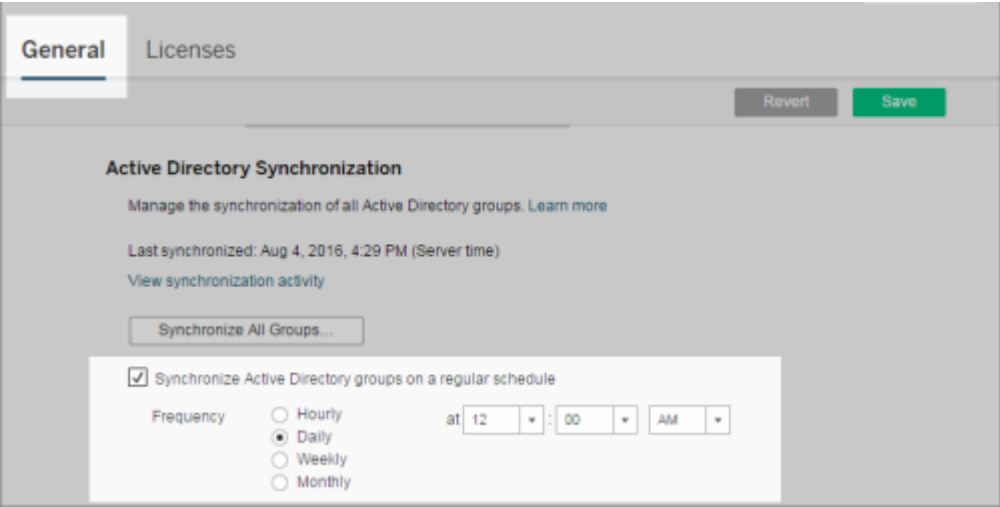 General Licenses
Revert Save
Active Directory Synchronization
Manage the synchronization of all Active Directory groups. Learn more
Last synchronized: Aug 4, 2016, 4:29 PM (Server time)
View synchronization activity
Synchronize All Groups...
Synchronize Active Directory groups on a regular schedule
Frequency Hourly at 12 : 00 AM
Daily
Weekly
Monthly